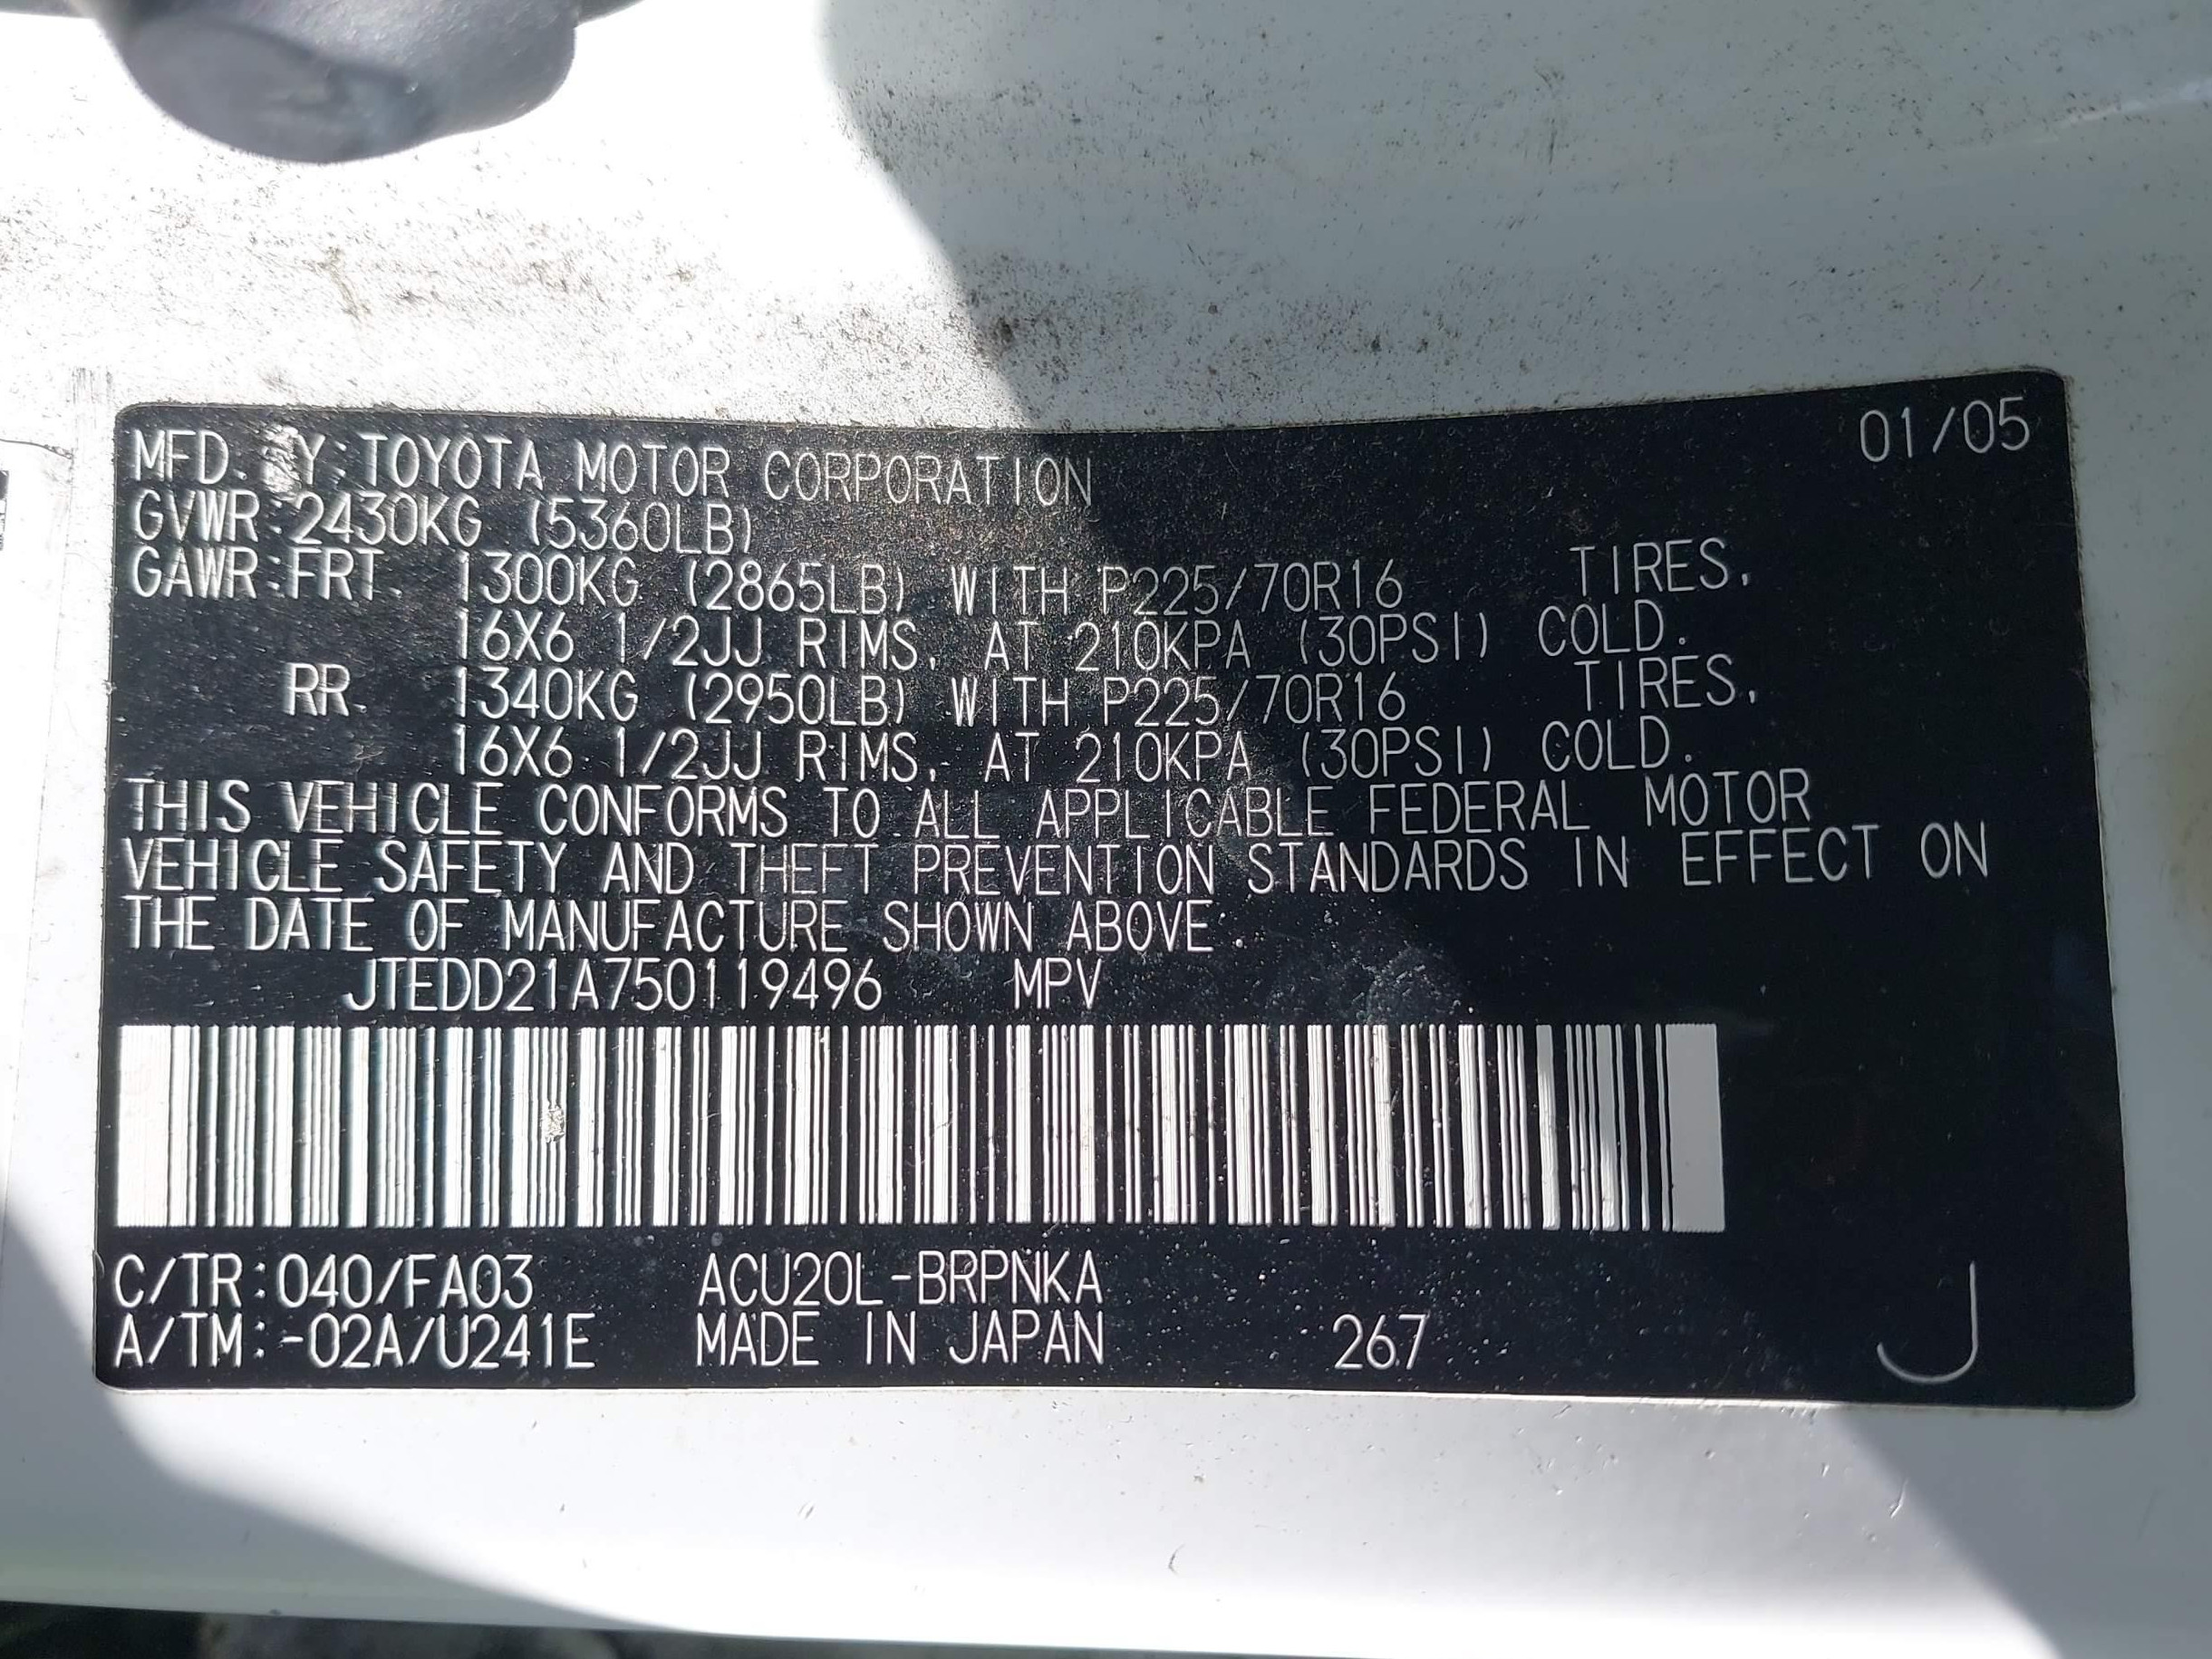 01/05
MFD. Y:TOYOTA MOTOR CORPORATION
GVWR:2430KG (5360LB)
GAWR:FRT. 1300KG (2865LB) WITH P225/70R16 TIRES,
16X6 1/2JJ RIMS, AT 210KPA (30PSI) COLD.
RR. 1340KG (2950LB) WITH P225/70R16 TIRES,
16X6 1/2JJ RIMS, AT 210KPA (30PSI) COLD.
THIS VEHICLE CONFORMS TO ALL APPLICABLE FEDERAL MOTOR
VEHICLE SAFETY AND THEFT PREVENTION STANDARDS IN EFFECT ON
THE DATE OF MANUFACTURE SHOWN ABOVE.
JTEDD21A750119496 MPV
C/TR:040/FA03 ACU20L-BRPNKA
A/TM:-02A/U241E MADE IN JAPAN 267 J